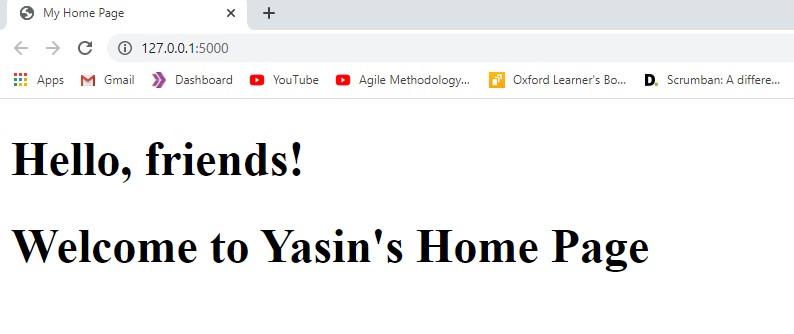 My Home Page
127.0.0.1:5000
Apps Gmail Dashboard YouTube Agile Methodology... Oxford Learner's Bo... Scrumban: A differe...
Hello, friends!
Welcome to Yasin's Home Page